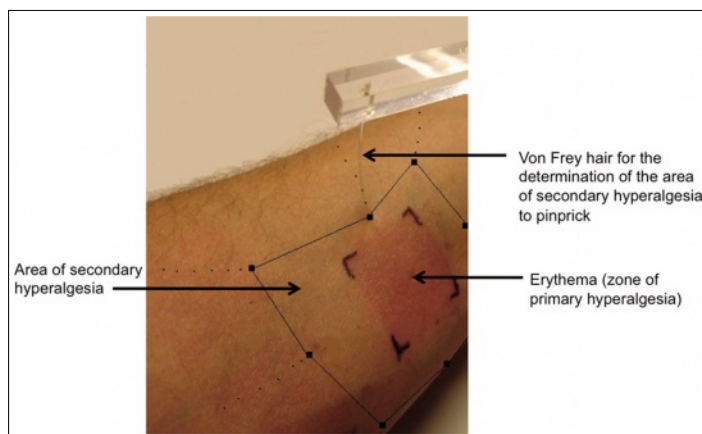 Von Frey hair for the
determination of the area
of secondary hyperalgesia
to pinprick
Area of secondary
hyperalgesia
Erythema (zone of
primary hyperalgesia)